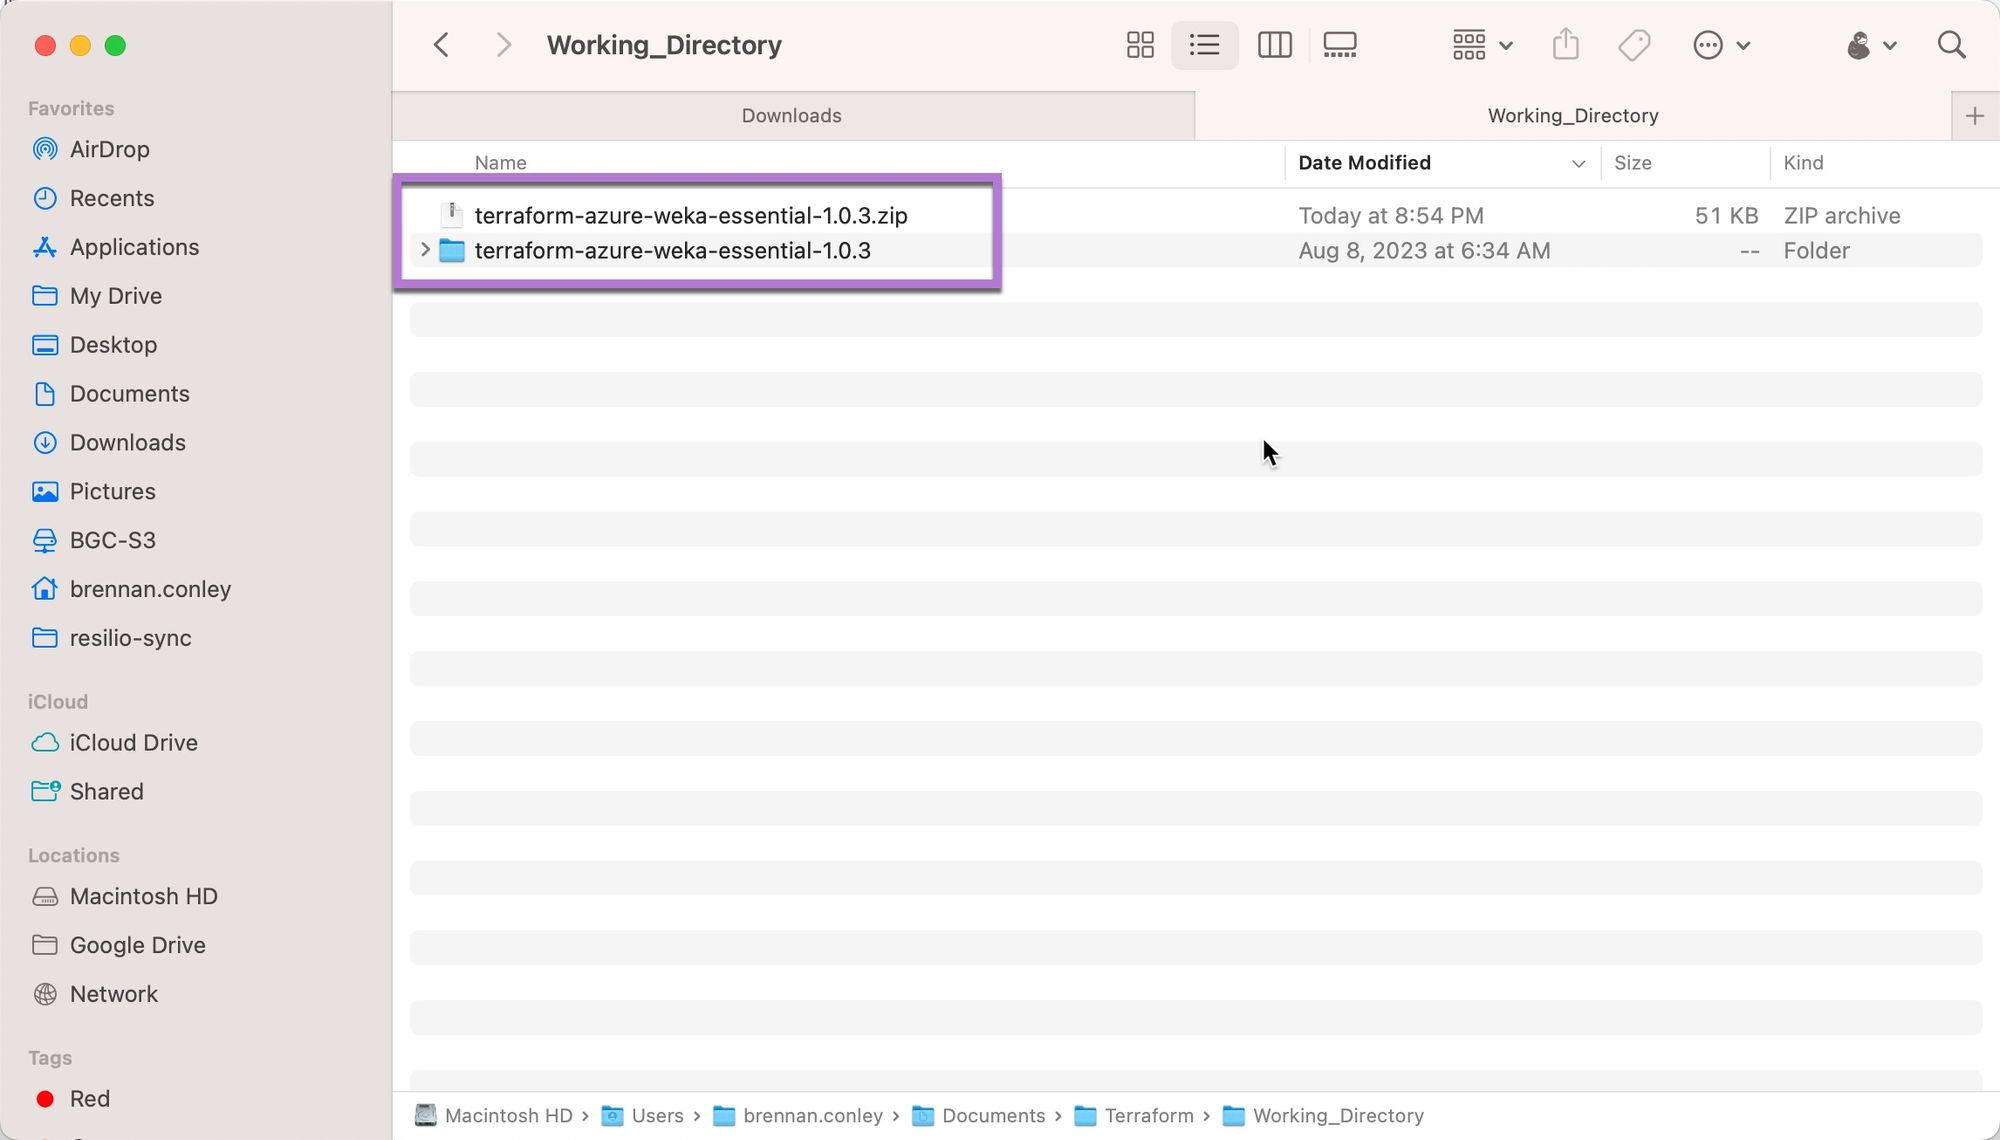 Working_Directory
Downloads
Working_Directory
Favorites
AirDrop
Recents
Applications
My Drive
Desktop
Documents
Downloads
Pictures
BGC-S3
brennan.conley
resilio-sync
iCloud
iCloud Drive
Shared
Locations
Macintosh HD
Google Drive
Network
Tags
Red
Name Date Modified Size Kind
terraform-azure-weka-essential-1.0.3.zip Today at 8:54 PM 51 KB ZIP archive
terraform-azure-weka-essential-1.0.3 Aug 8, 2023 at 6:34 AM -- Folder
Macintosh HD › Users › brennan.conley › Documents › Terraform › Working_Directory